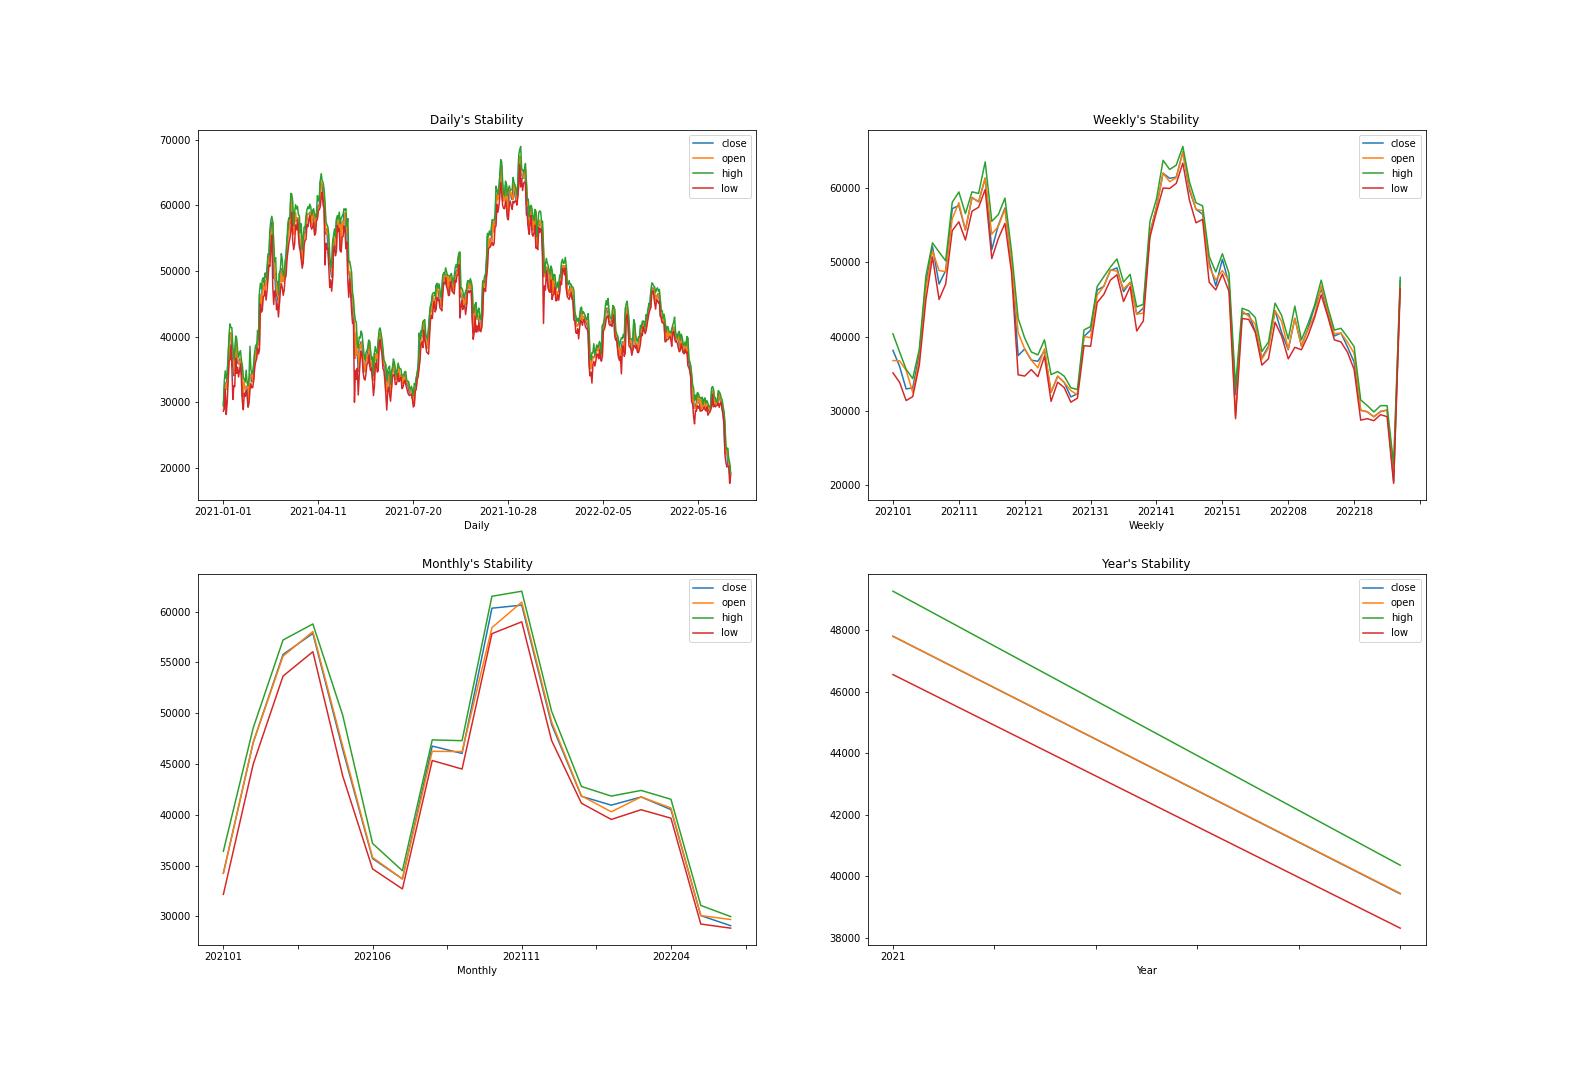 Daily's Stability
70000
60000
50000
40000
30000
20000
2021-01-01 2021-04-11 2021-07-20 2021-10-28 2022-02-05 2022-05-16
Daily
close
open
high
low
Weekly's Stability
60000
50000
40000
30000
20000
202101 202111 202121 202131 202141 202151 202208 202218
Weekly
close
open
high
low
Monthly's Stability
60000
55000
50000
45000
40000
35000
30000
202101 202106 202111 202204
Monthly
close
open
high
low
Year's Stability
48000
46000
44000
42000
40000
38000
2021
Year
close
open
high
low